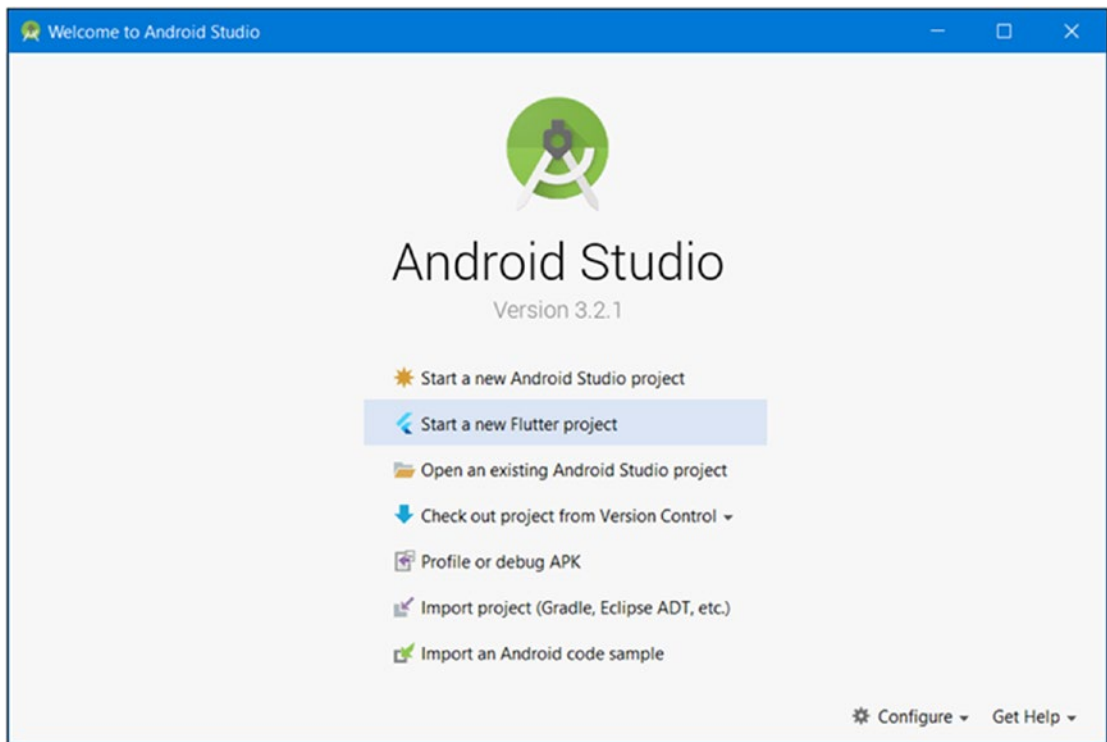 Welcome to Android Studio
Android Studio
Version 3.2.1
Start a new Android Studio project
Start a new Flutter project
Open an existing Android Studio project
Check out project from Version Control
Profile or debug APK
Import project (Gradle, Eclipse ADT, etc.)
Import an Android code sample
Configure Get Help